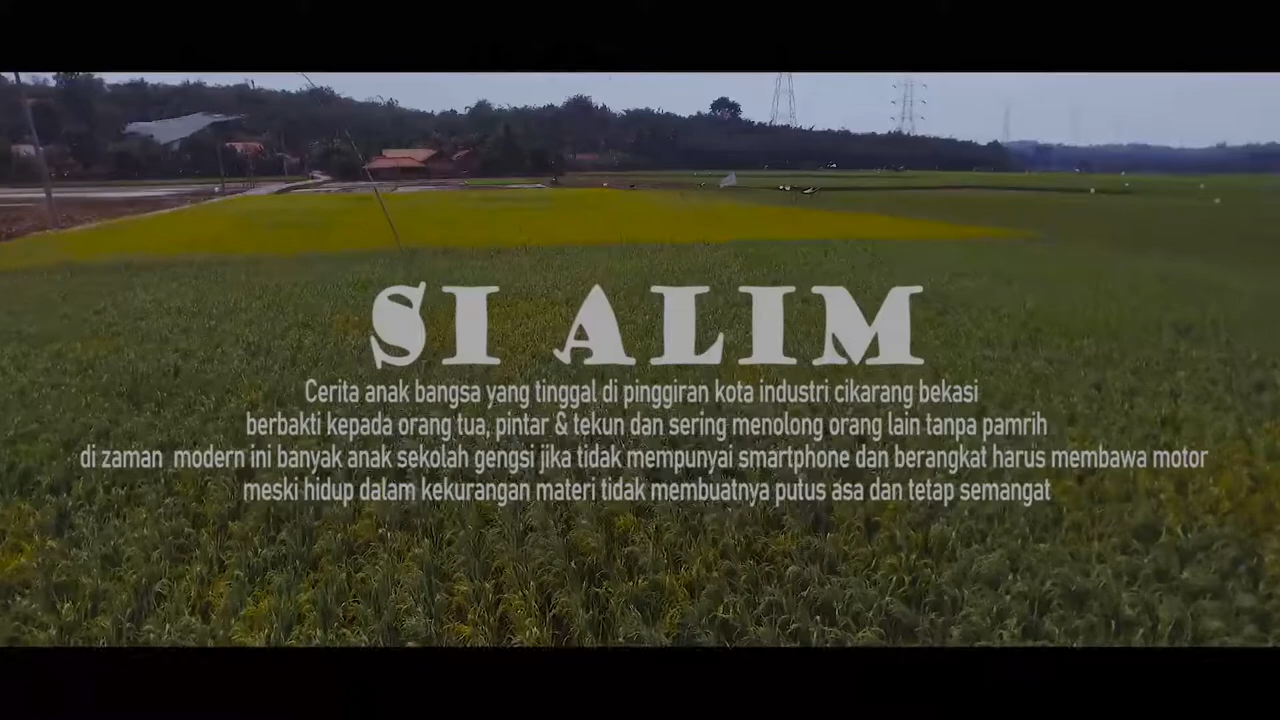 SI ALIM
Cerita anak bangsa yang tinggal di pinggiran kota industri cikarang bekasi
berbakti kepada orang tua, pintar & tekun dan sering menolong orang lain tanpa pamrih
di zaman  modern ini banyak anak sekolah gengsi jika tidak mempunyai smartphone dan berangkat harus membawa motor
meski hidup dalam kekurangan materi tidak membuatnya putus asa dan tetap semangat